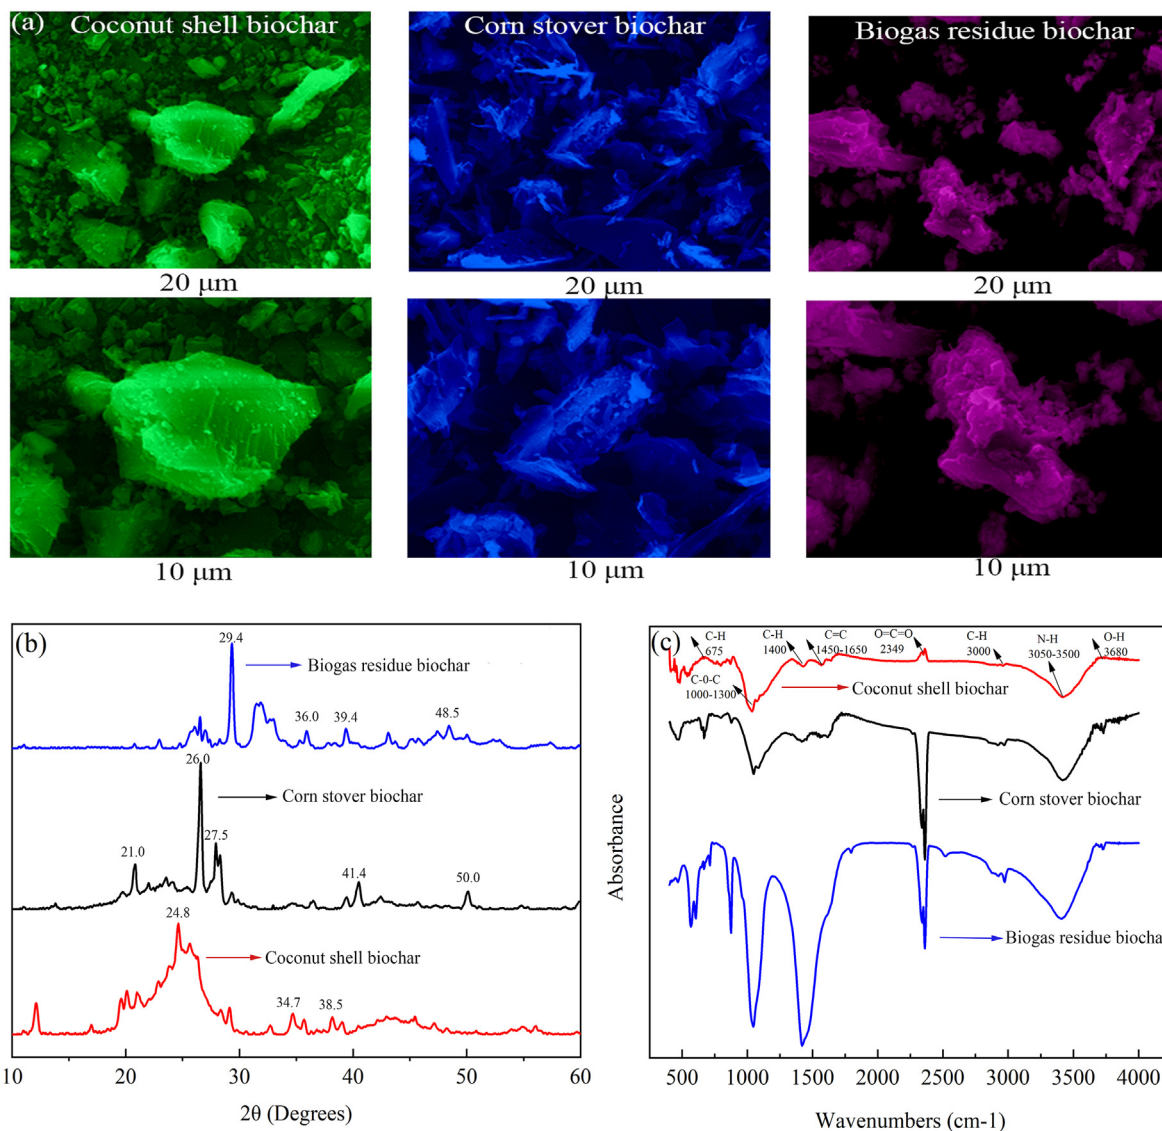 (a) Coconut shell biochar Corn stover biochar Biogas residue biochar
20 μm 20 μm 20 μm
10 μm 10 μm 10 μm
(b)
29.4
Biogas residue biochar
36.0 39.4 48.5
26.0
Corn stover biochar
27.5
21.0
41.4 50.0
24.8
Coconut shell biochar
34.7 38.5
10 20 30 40 50 60
2θ (Degrees)
(c)
C-H
675
C-H
1400
C=C
1450-1650
O=C=O
2349
C-H
3000
N-H
3050-3500
O-H
3680
C-0-C
1000-1300
Coconut shell biochar
Corn stover biochar
Biogas residue biocha
Absorbance
500 1000 1500 2000 2500 3000 3500 4000
Wavenumbers (cm-1)